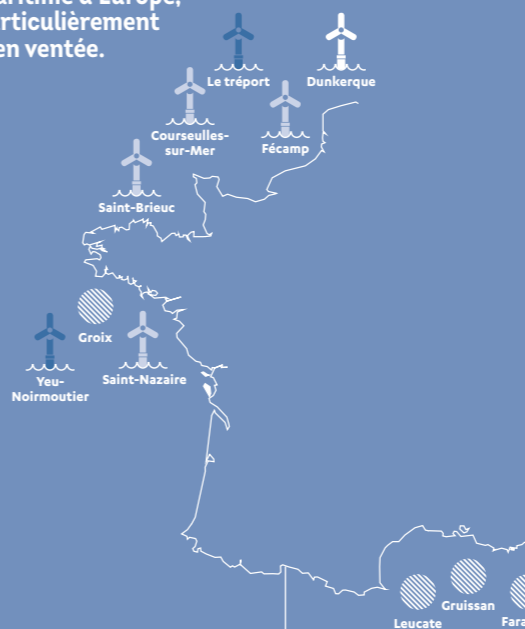 rticulièrement
en ventée.
Le tréport
Dunkerque
Courseulles-
sur-Mer
Fécamp
Saint-Brieuc
Groix
Saint-Nazaire
Yeu-
Noirmoutier
Gruissan
Leucate
Fara